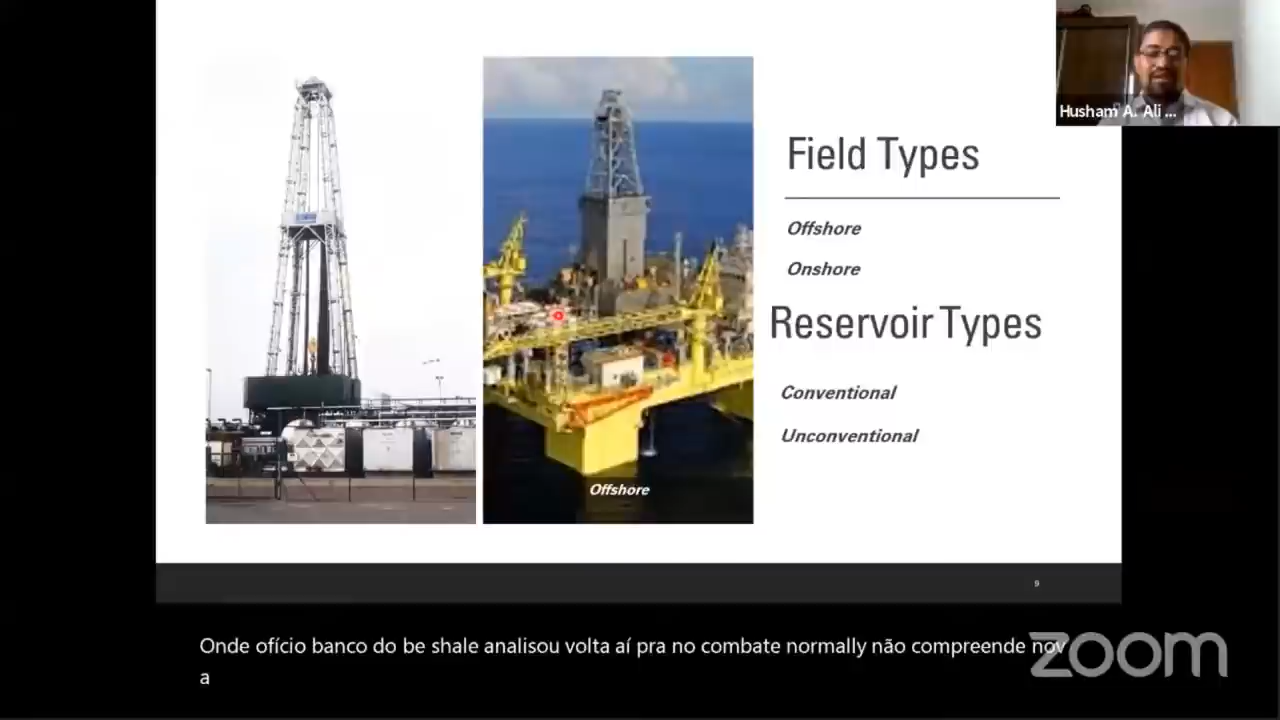 Husham A. Ali ...
Field Types
Offshore
Onshore
Reservoir Types
Conventional
Unconventional
Offshore
9
Onde ofício banco do be shale analisou volta aí pra no combate normally não compreende nov
a
zoom